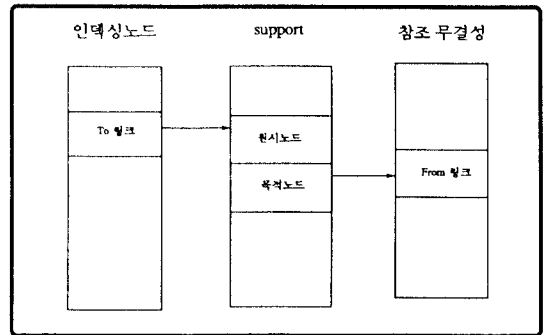 인덱싱노드
support
참조 무결성
To 링크
원시노드
목적노드
From 링크